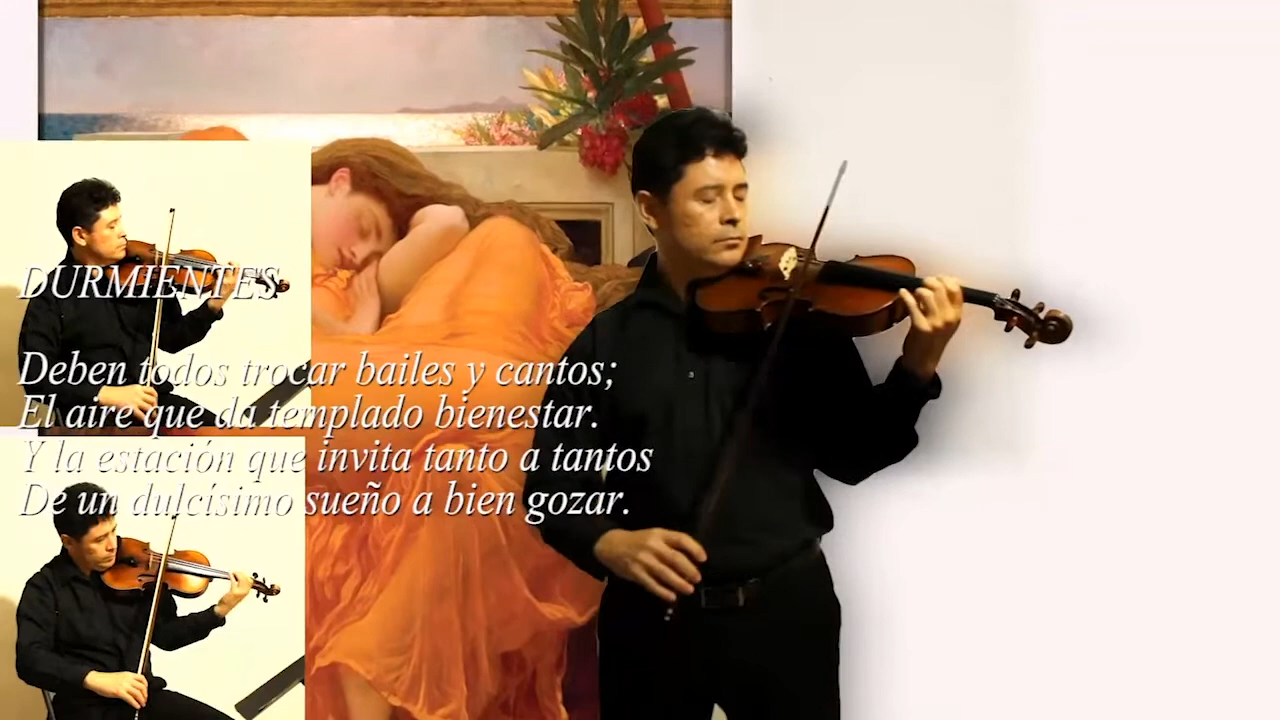 DURMIENTES
Deben todos trocar bailes y cantos;
El aire que da templado bienestar.
Y la estación que invita tanto a tantos
De un dulcísimo sueño a bien gozar.